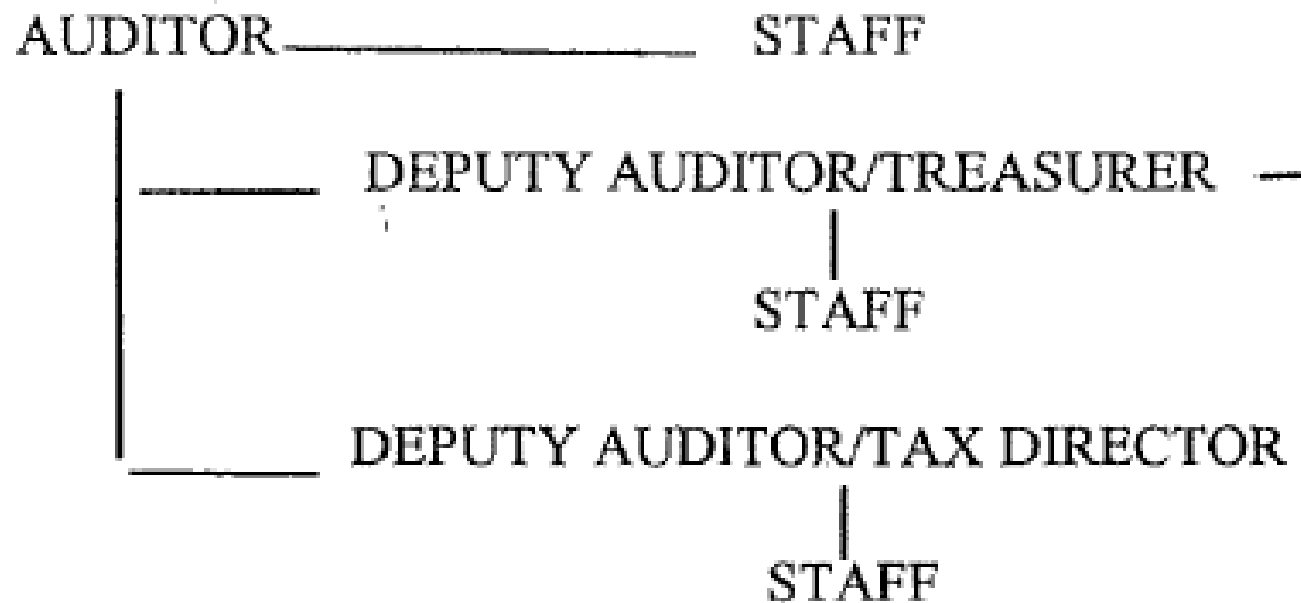 AUDITOR STAFF
DEPUTY AUDITOR/TREASURER
STAFF
DEPUTY AUDITOR/TAX DIRECTOR
STAFF